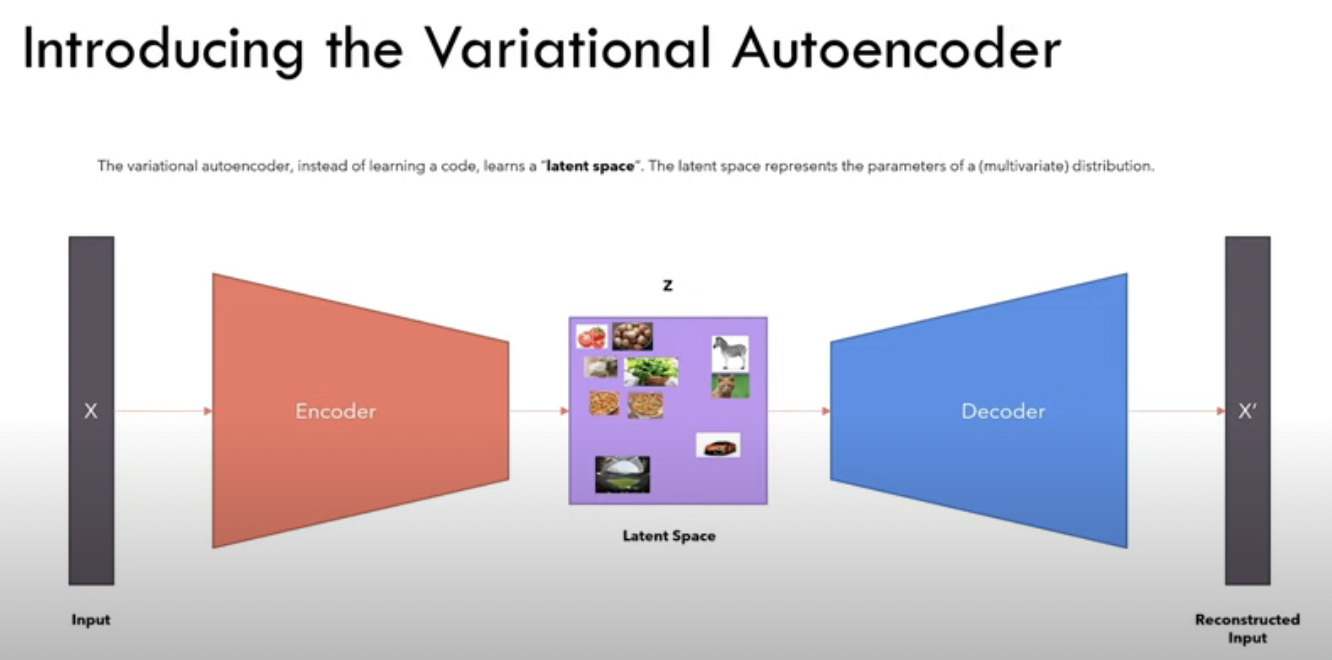 Introducing the Variational Autoencoder
The variational autoencoder, instead of learning a code, learns a “latent space”. The latent space represents the parameters of a (multivariate) distribution.
Z
X
Encoder
Decoder
X’
Latent Space
Input
Reconstructed
Input